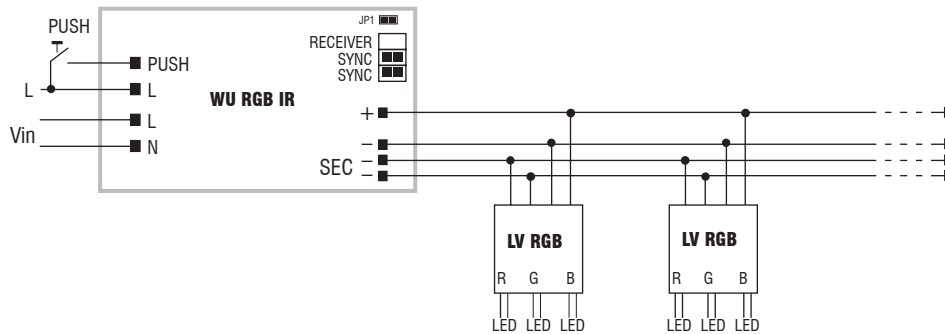 JP1
PUSH
RECEIVER
SYNC
SYNC
PUSH
L
L
WU RGB IR
L
Vin
N
+
–
–
SEC –
LV RGB
LV RGB
R G B
R G B
LED LED LED
LED LED LED